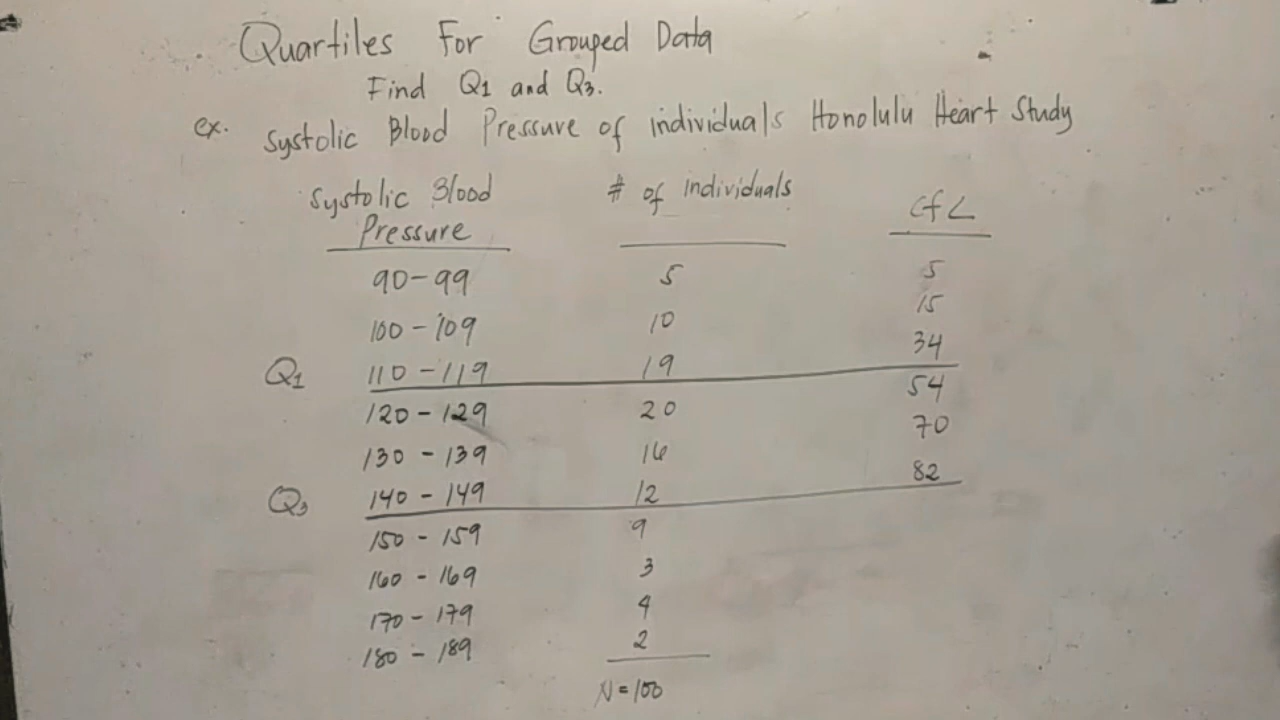 Quartiles For Grouped Data
Find Q1 and Q3.
ex. Systolic Blood Pressure of individuals Honolulu Heart Study
Systolic Blood Pressure # of individuals cf<
90-99 5 5
100-109 10 15
Q1 110-119 19 34
120-129 20 54
130-139 16 70
Q3 140-149 12 82
150-159 9
160-169 3
170-179 4
180-189 2
N=100